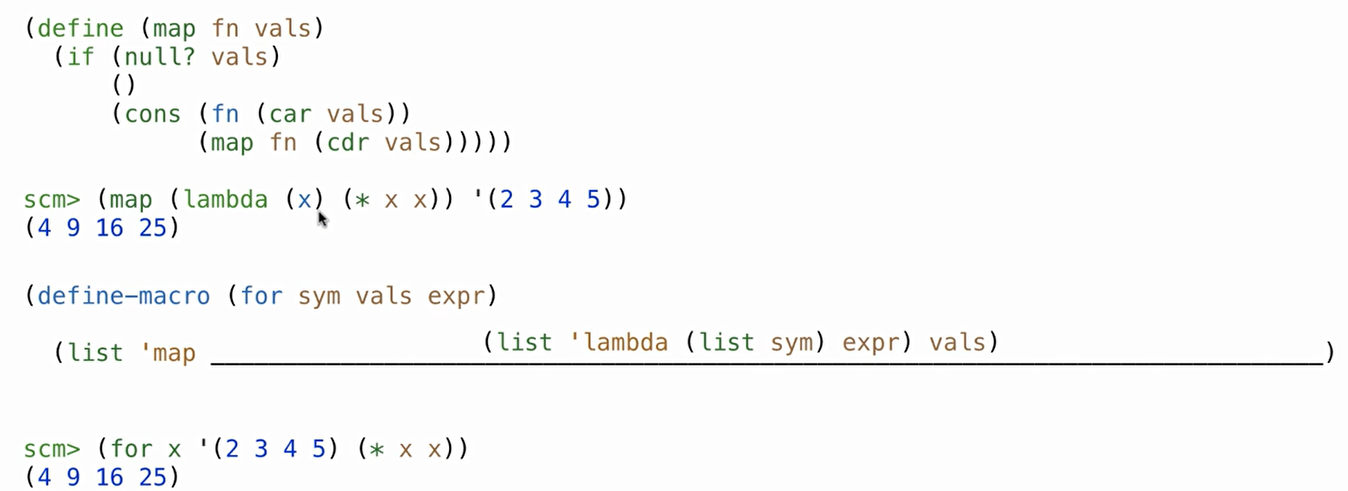 (define (map fn vals)
  (if (null? vals)
      ()
      (cons (fn (car vals))
            (map fn (cdr vals)))))
scm> (map (lambda (x) (* x x)) '(2 3 4 5))
(4 9 16 25)
(define-macro (for sym vals expr)
  (list 'map (list 'lambda (list sym) expr) vals))
scm> (for x '(2 3 4 5) (* x x))
(4 9 16 25)